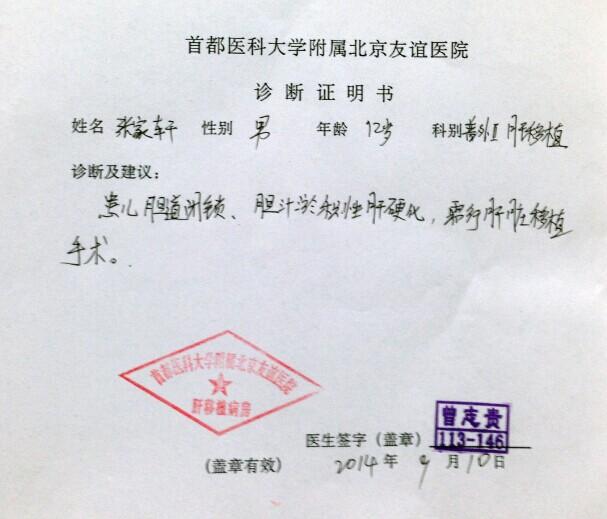 首都医科大学附属北京友谊医院
诊断证明书
姓名 张家轩 性别 男 年龄 12岁 科别 普外II 肝移植
诊断及建议：
患儿胆道闭锁、胆汁淤积性肝硬化，需行肝脏移植
手术。
首都医科大学附属北京友谊医院
肝移植病房
曾志贵
医生签字（盖章） 113-146
（盖章有效） 2014年 9月10日